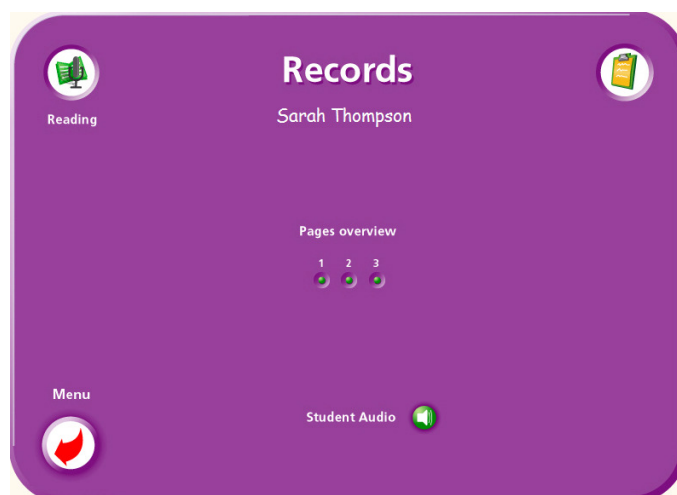 Records
Reading
Sarah Thompson
Pages overview
1 2 3
Menu
Student Audio